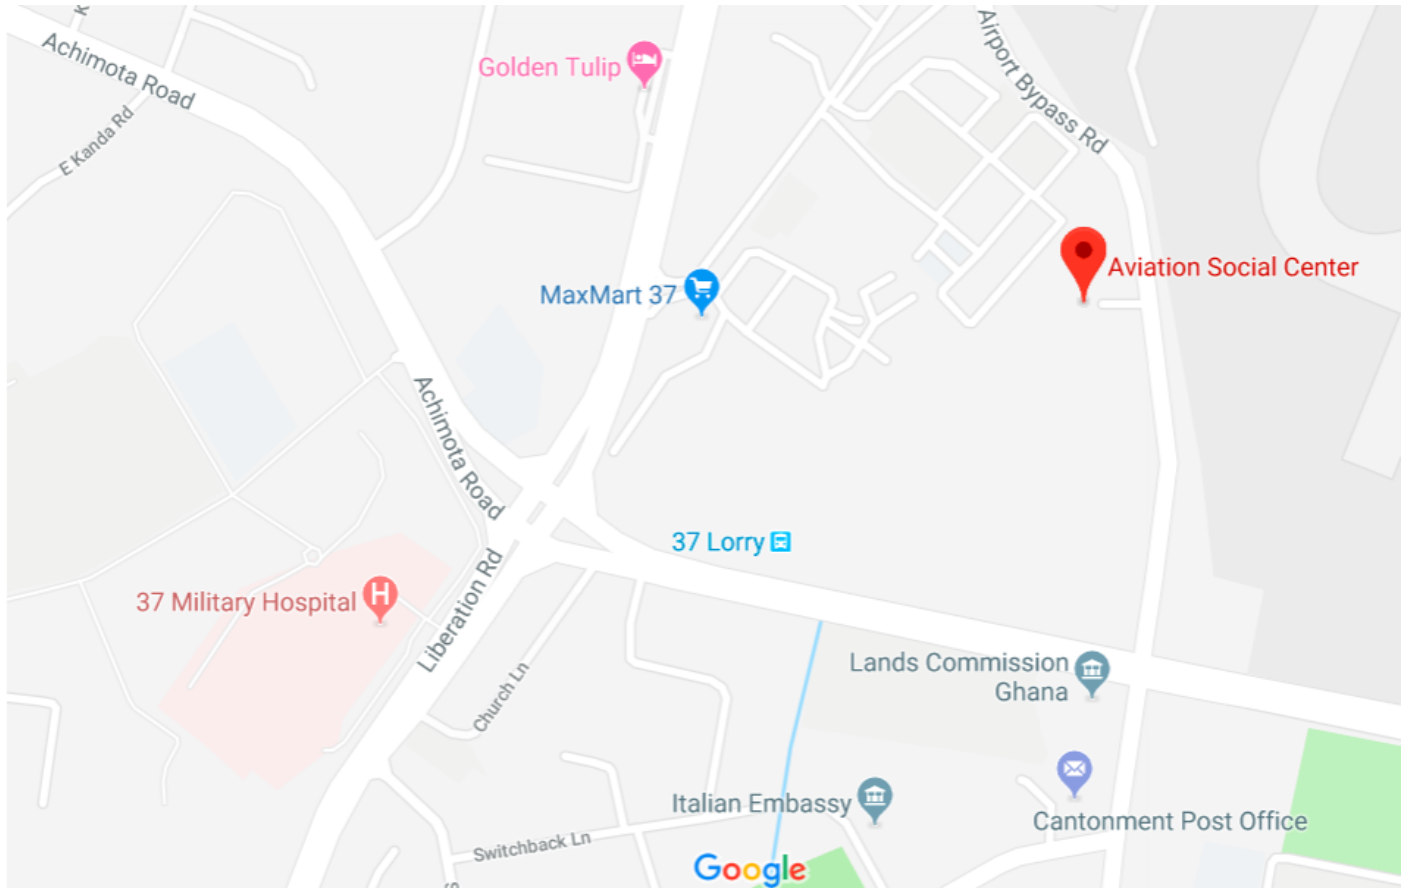 K
Achimota Road
Golden Tulip
Airport Bypass Rd
E Kanda Rd
Aviation Social Center
MaxMart 37
Achimota Road
37 Lorry
H
37 Military Hospital
Liberation Rd
Church Ln
Lands Commission
Ghana
Italian Embassy
Cantonment Post Office
Switchback Ln
Google
S